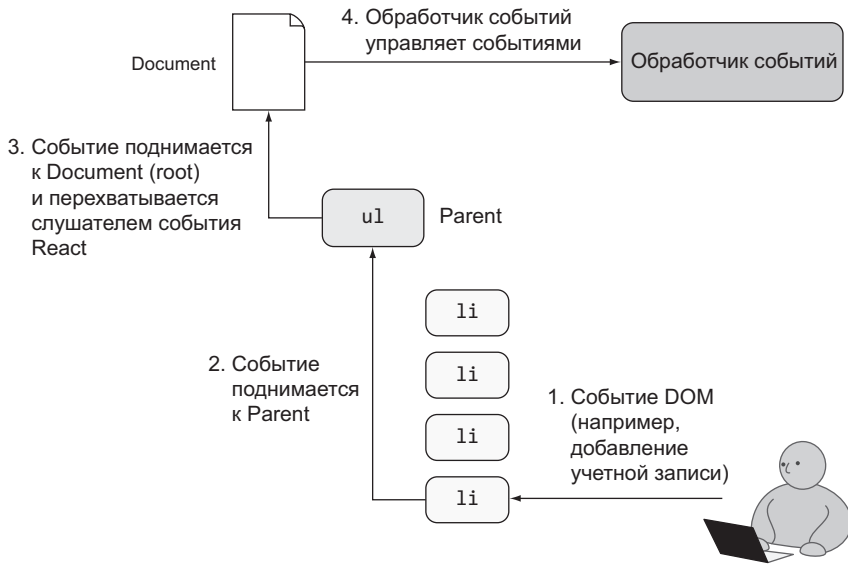 4. Обработчик событий
управляет событиями
Document
Обработчик событий
3. Событие поднимается
к Document (root)
и перехватывается
слушателем события
React
ul
Parent
li
li
li
li
2. Событие
поднимается
к Parent
1. Событие DOM
(например,
добавление
учетной записи)